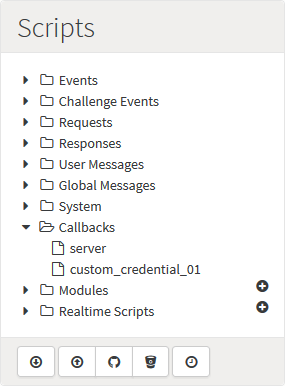 Scripts
Events
Challenge Events
Requests
Responses
User Messages
Global Messages
System
Callbacks
server
custom_credential_01
Modules
Realtime Scripts